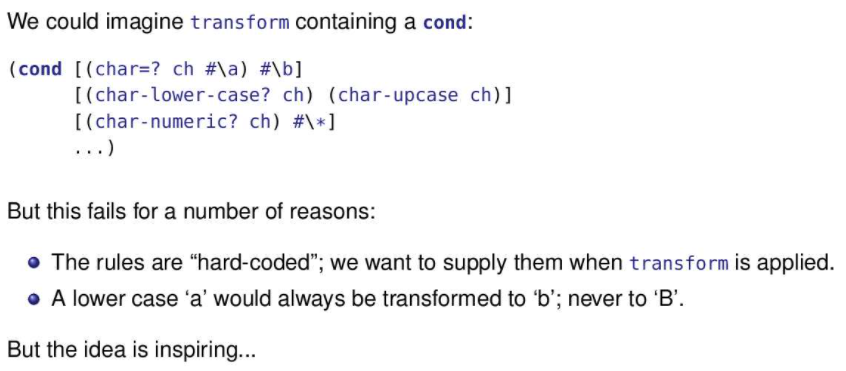 We could imagine transform containing a cond:
(cond [(char=? ch #\a) #\b]
[(char-lower-case? ch) (char-upcase ch)]
[(char-numeric? ch) #\*]
...)
But this fails for a number of reasons:
The rules are “hard-coded”; we want to supply them when transform is applied.
A lower case ‘a’ would always be transformed to ‘b’; never to ‘B’.
But the idea is inspiring...